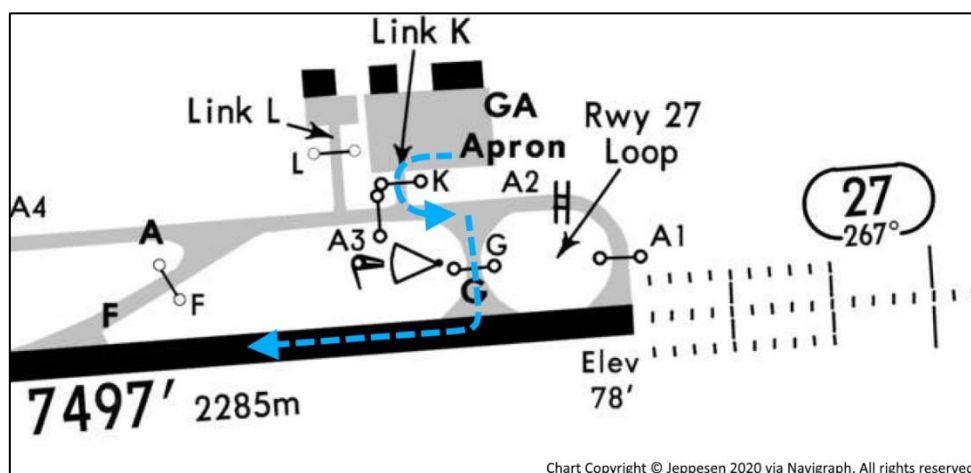 Link K
Link L
GA
Apron
Rwy 27
Loop
L
K
A2
27
267°
A4
A
A3
G
A1
F
F
G
Elev
78'
7497' 2285m
Chart Copyright © Jeppesen 2020 via Navigraph. All rights reserved